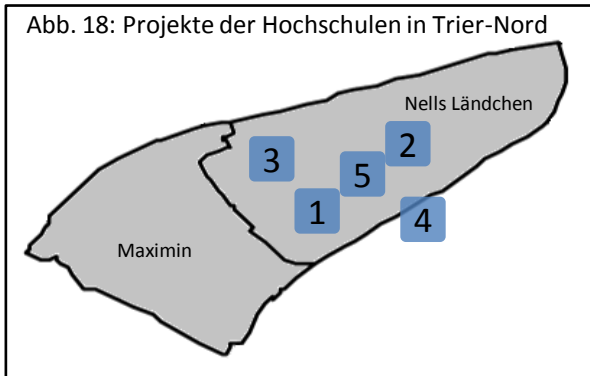 Abb. 18: Projekte der Hochschulen in Trier-Nord
Nells Ländchen
2
3
5
1
4
Maximin